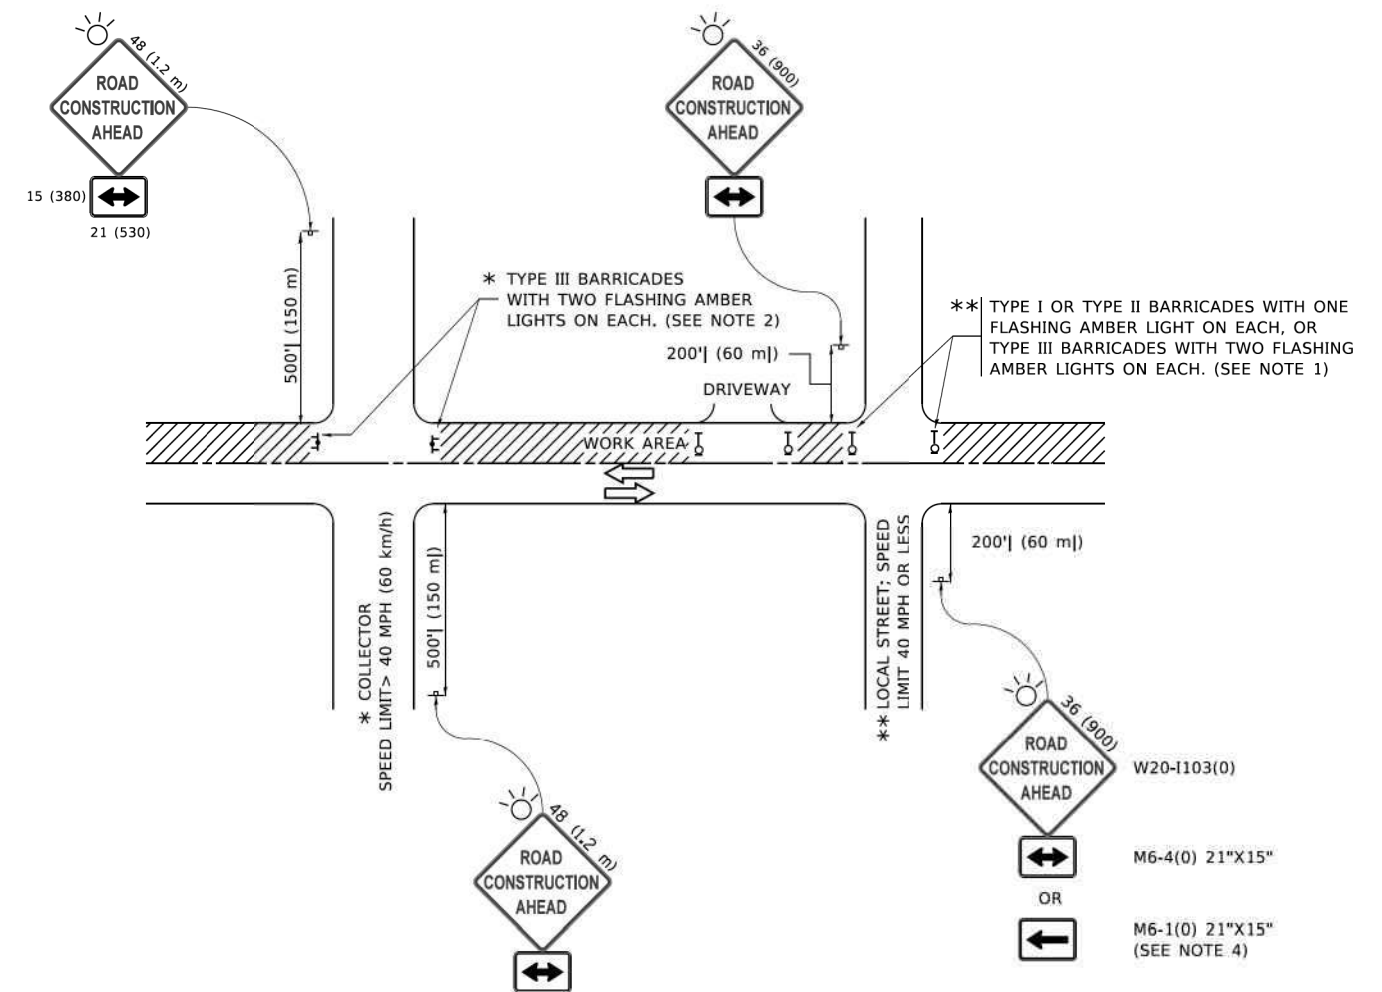 48 (1.2 m)
ROAD
CONSTRUCTION
AHEAD
15 (380)
21 (530)
36 (900)
ROAD
CONSTRUCTION
AHEAD
500'| (150 m)
* TYPE III BARRICADES
WITH TWO FLASHING AMBER
LIGHTS ON EACH. (SEE NOTE 2)
200'| (60 m|)
DRIVEWAY
** TYPE I OR TYPE II BARRICADES WITH ONE
FLASHING AMBER LIGHT ON EACH, OR
TYPE III BARRICADES WITH TWO FLASHING
AMBER LIGHTS ON EACH. (SEE NOTE 1)
WORK AREA
* COLLECTOR
SPEED LIMIT> 40 MPH (60 km/h)
500'| (150 m|)
** LOCAL STREET; SPEED
LIMIT 40 MPH OR LESS
200'| (60 m|)
48 (1.2 m)
ROAD
CONSTRUCTION
AHEAD
36 (900)
ROAD
CONSTRUCTION
AHEAD
W20-I103(0)
M6-4(0) 21"X15"
OR
M6-1(0) 21"X15"
(SEE NOTE 4)